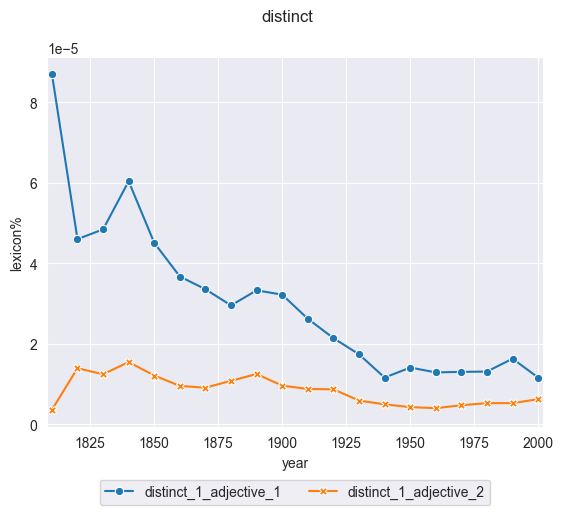 distinct
1e−5
8
6
4
2
0
lexicon%
1825 1850 1875 1900 1925 1950 1975 2000
year
distinct_1_adjective_1 distinct_1_adjective_2